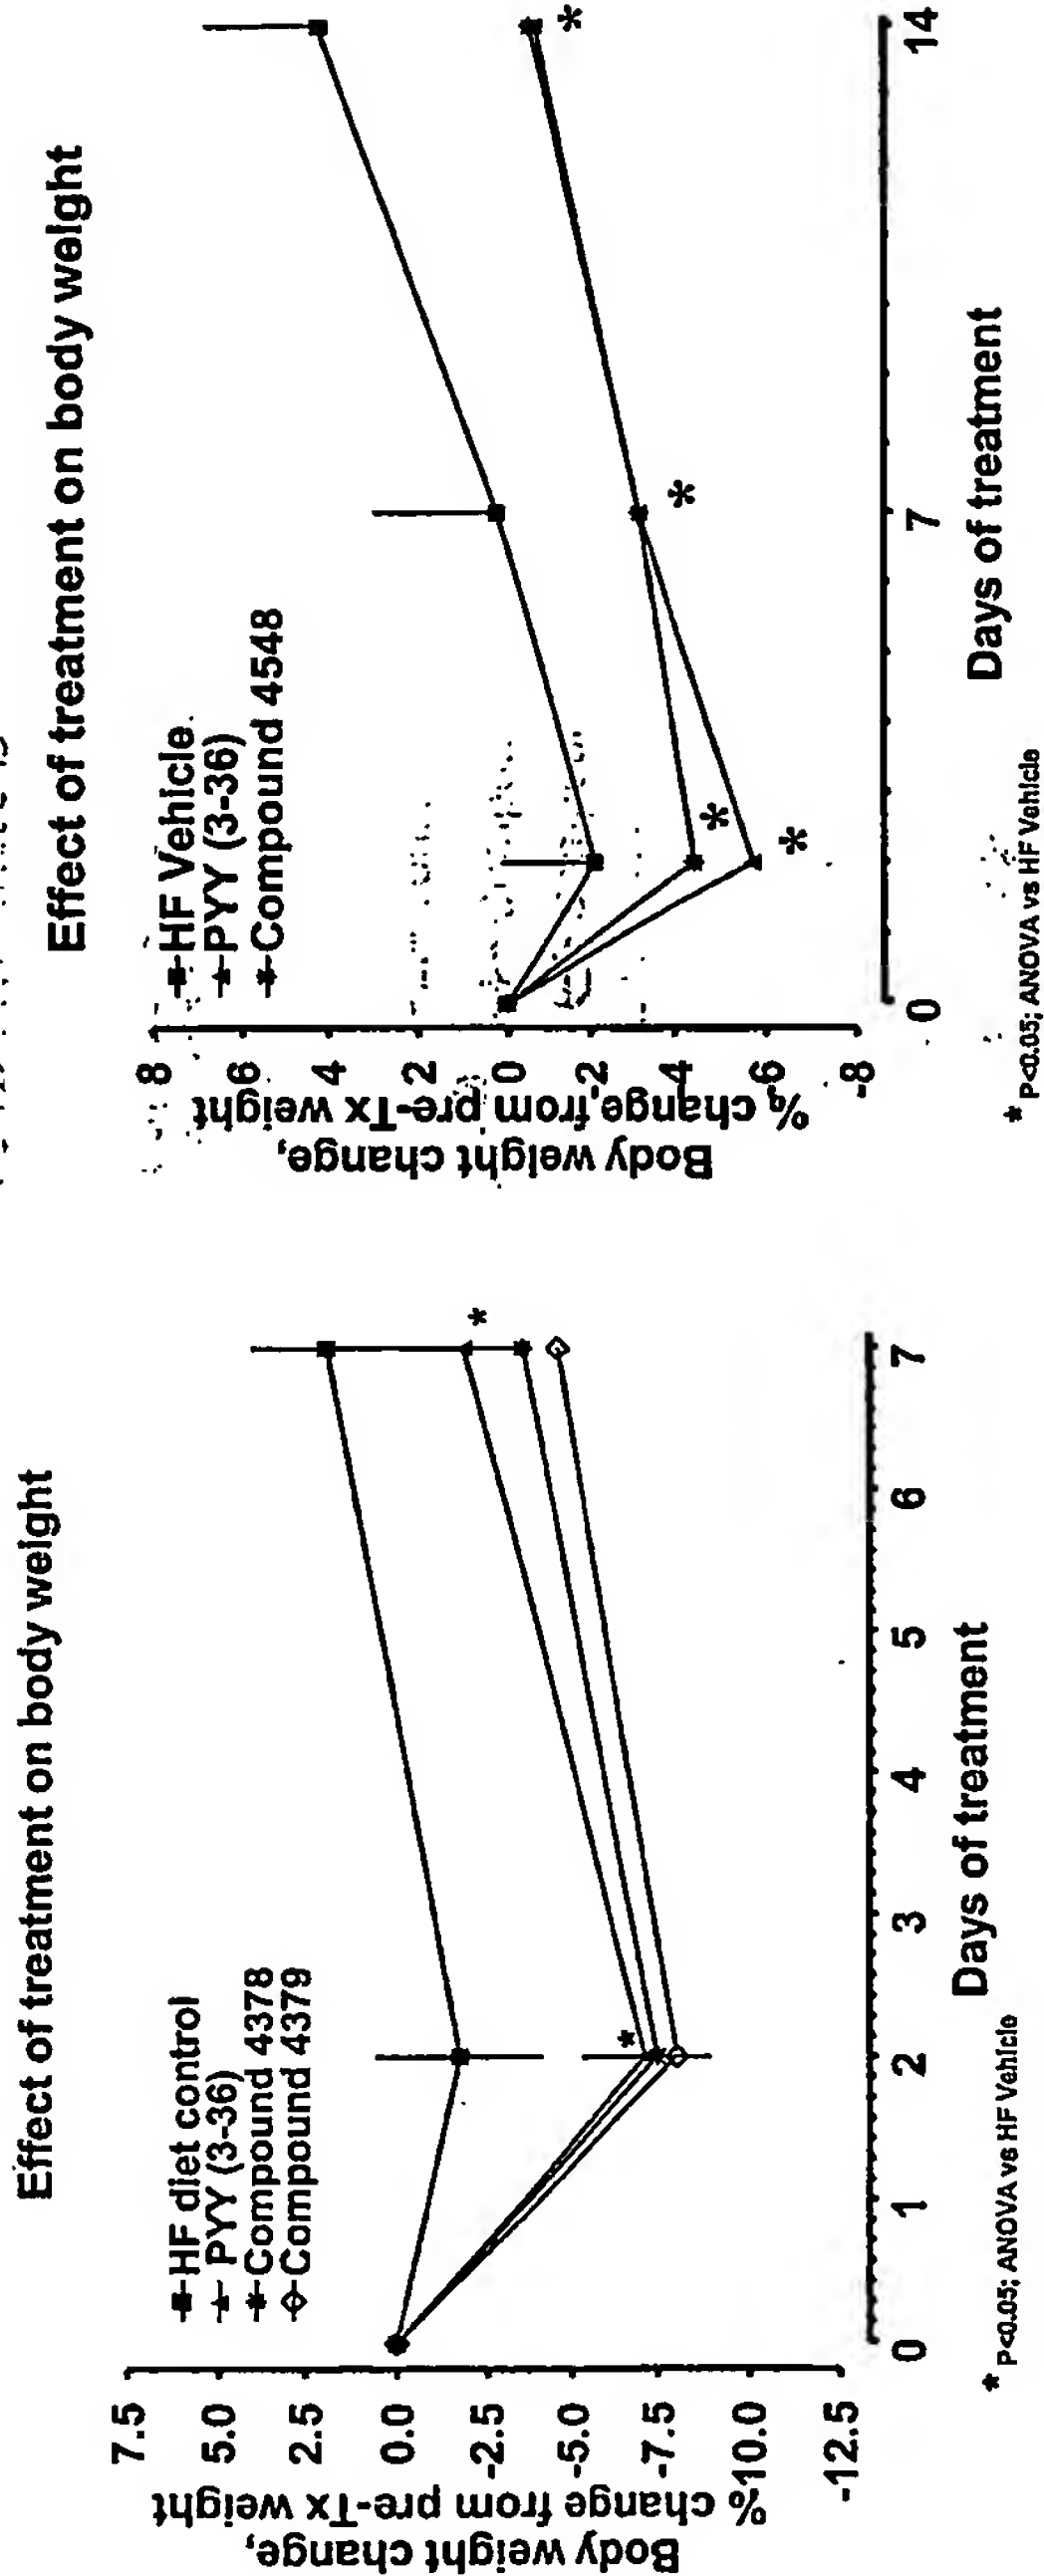 Effect of treatment on body weight
HF diet control
PYY (3-36)
Compound 4378
Compound 4379
7.5
5.0
2.5
0.0
-2.5
-5.0
-7.5
-10.0
-12.5
Body weight change,
% change from pre-Tx weight
*
*
0 1 2 3 4 5 6 7
Days of treatment
* P<0.05; ANOVA vs HF Vehicle
Effect of treatment on body weight
HF Vehicle
PYY (3-36)
Compound 4548
8
6
4
2
0
-2
-4
-6
-8
Body weight change,
% change from pre-Tx weight
*
*
*
*
0 7 14
Days of treatment
* P<0.05; ANOVA vs HF Vehicle